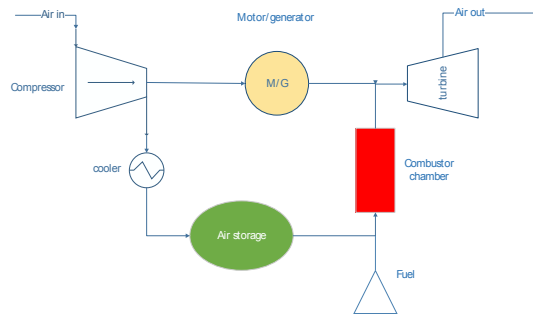 Air in
Motor/generator
Air out
Compressor
M/G
turbine
cooler
Combustor
chamber
Air storage
Fuel